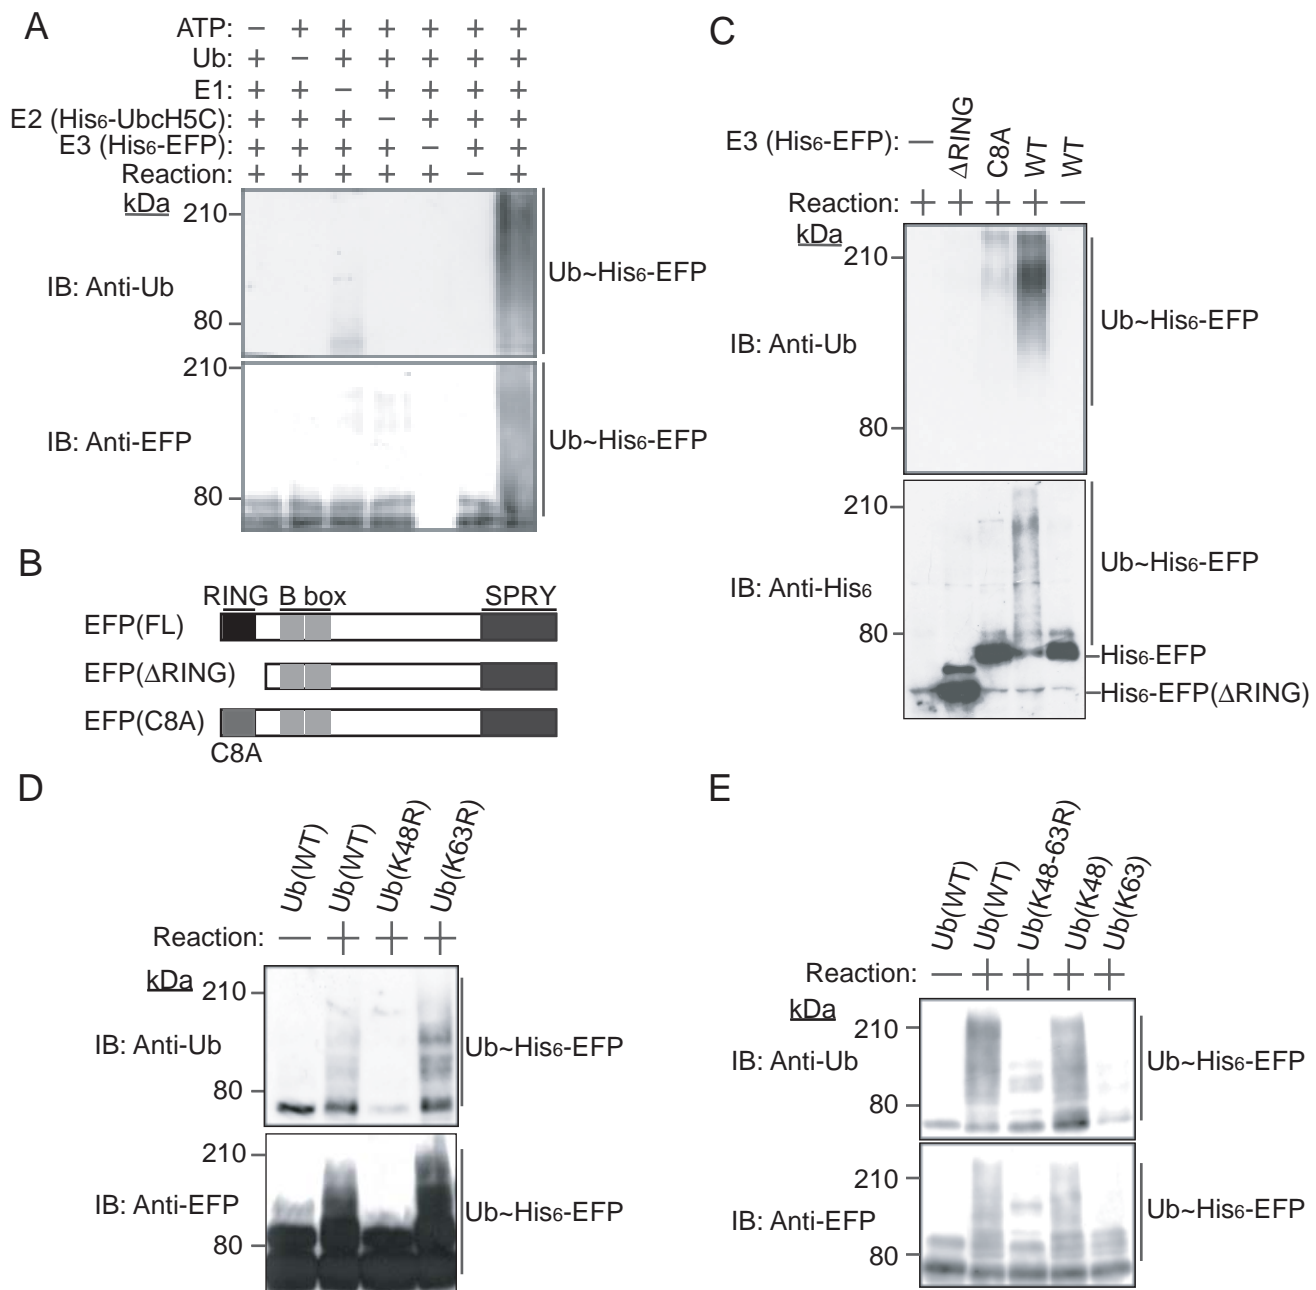 A
ATP: − + + + + + +
Ub: + − + + + + +
E1: + + − + + + +
E2 (His6-UbcH5C): + + + − + + +
E3 (His6-EFP): + + + + − + +
Reaction: + + + + + − +
kDa
210
IB: Anti-Ub
80
Ub~His6-EFP
210
IB: Anti-EFP
80
Ub~His6-EFP
B
RING B box SPRY
EFP(FL)
EFP(ΔRING)
EFP(C8A)
C8A
C
E3 (His6-EFP): − ΔRING C8A WT WT
Reaction: + + + + −
kDa
210
IB: Anti-Ub
80
Ub~His6-EFP
210
IB: Anti-His6
80
Ub~His6-EFP
His6-EFP
His6-EFP(ΔRING)
D
Ub(WT) Ub(WT) Ub(K48R) Ub(K63R)
Reaction: − + + +
kDa
210
IB: Anti-Ub
80
Ub~His6-EFP
210
IB: Anti-EFP
80
Ub~His6-EFP
E
Ub(WT) Ub(WT) Ub(K48-63R) Ub(K48) Ub(K63)
Reaction: − + + + +
kDa
210
IB: Anti-Ub
80
Ub~His6-EFP
210
IB: Anti-EFP
80
Ub~His6-EFP